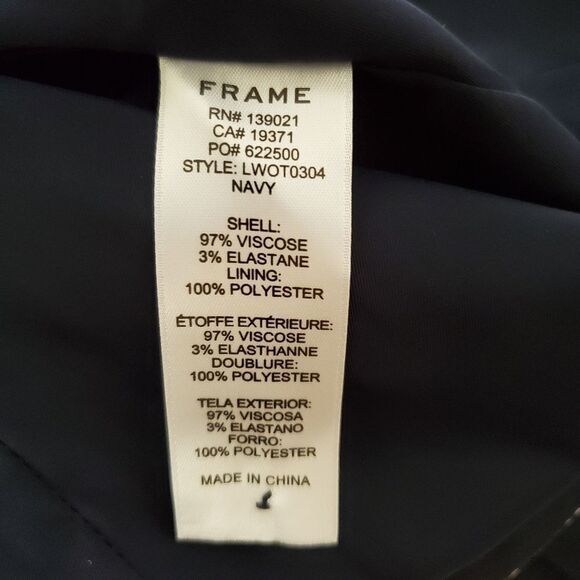 FRAME
RN# 139021
CA# 19371
PO# 622500
STYLE: LWOT0304
NAVY
SHELL:
97% VISCOSE
3% ELASTANE
LINING:
100% POLYESTER
ÉTOFFE EXTÉRIEURE:
97% VISCOSE
3% ELASTHANNE
DOUBLURE:
100% POLYESTER
TELA EXTERIOR:
97% VISCOSA
3% ELASTANO
FORRO:
100% POLYESTER
MADE IN CHINA